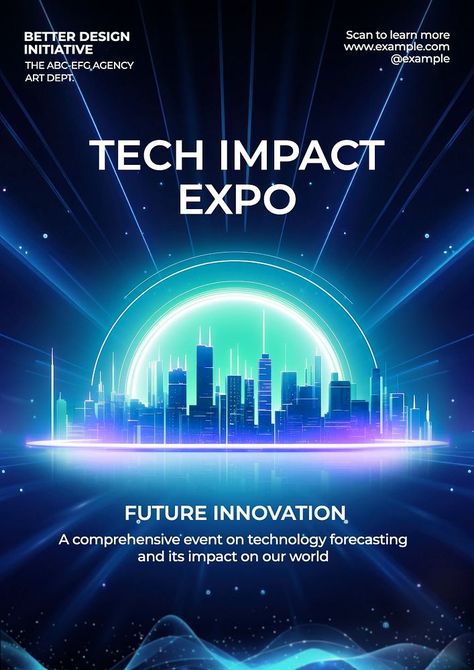 BETTER DESIGN
INITIATIVE
THE ABC-EFG AGENCY
ART DEPT.
Scan to learn more
www.example.com
@example
TECH IMPACT
EXPO
FUTURE INNOVATION
A comprehensive event on technology forecasting
and its impact on our world